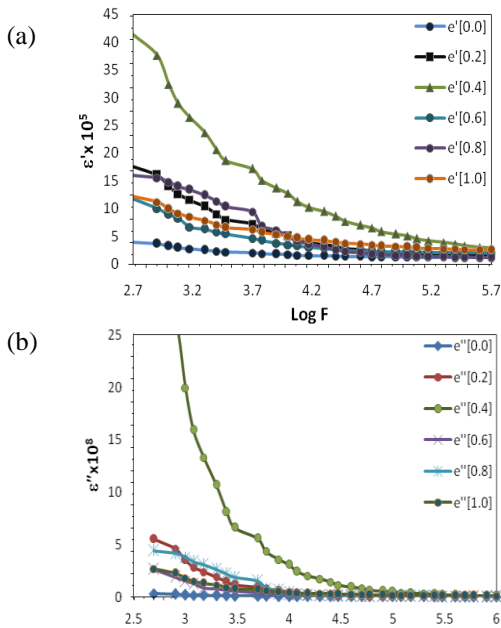 (a)
ε' x 10⁵
45
40
35
30
25
20
15
10
5
0
2.7 3.2 3.7 4.2 4.7 5.2 5.7
Log F
e'[0.0]
e'[0.2]
e'[0.4]
e'[0.6]
e'[0.8]
e'[1.0]
(b)
ε''x10⁸
25
20
15
10
5
0
2.5 3 3.5 4 4.5 5 5.5 6
e''[0.0]
e''[0.2]
e''[0.4]
e''[0.6]
e''[0.8]
e''[1.0]